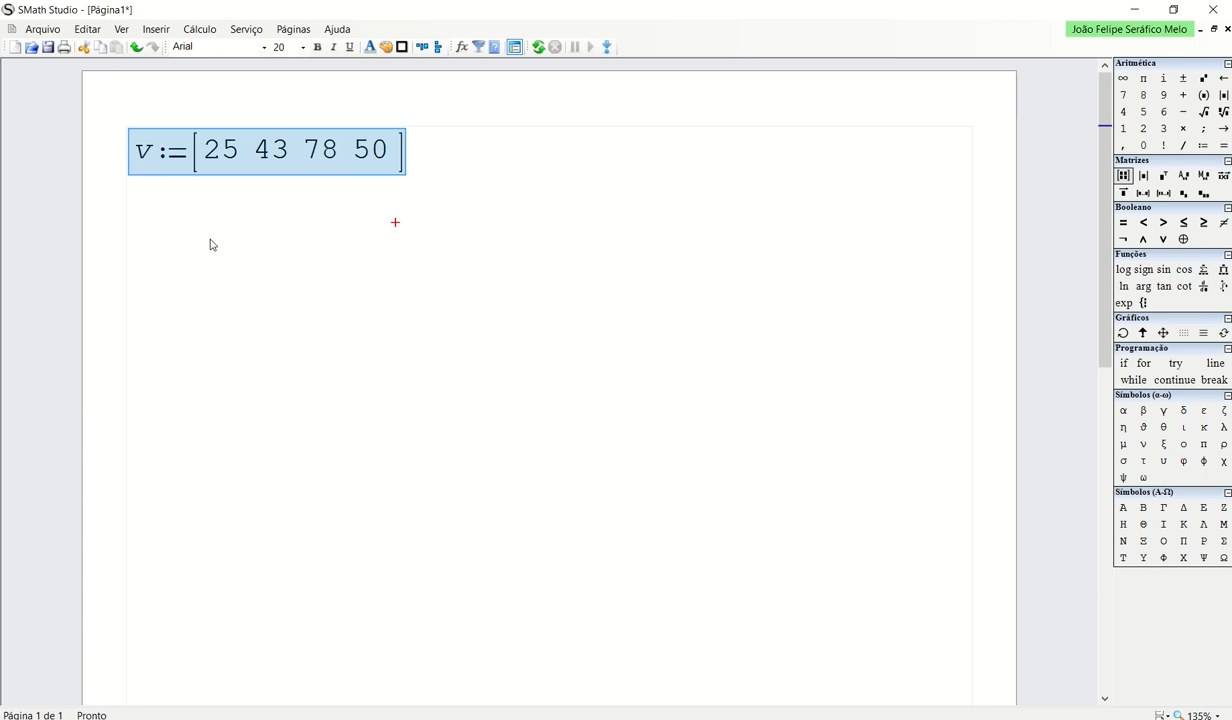 SMath Studio - [Página1*]
Arquivo Editar Ver Inserir Cálculo Serviço Páginas Ajuda
João Felipe Seráfico Melo
Arial 20 B I U
v:=[ 25 43 78 50 ]
Aritmética
∞ π i ±
7 8 9 +
4 5 6 −
1 2 3 × ; →
, 0 ! / := =
Matrizes
Booleano
= < > ≤ ≥ ≠
¬ ∧ ∨ ⊕
Funções
log sign sin cos
ln arg tan cot
exp
Gráficos
Programação
if for try line
while continue break
Símbolos (α-ω)
α β γ δ ε ζ
η ϑ θ ι κ λ
μ ν ξ ο π ρ
σ τ υ φ ϕ χ
ψ ω
Símbolos (Α-Ω)
Α Β Γ Δ Ε Ζ
Η Θ Ι Κ Λ Μ
Ν Ξ Ο Π Ρ Σ
Τ Υ Φ Χ Ψ Ω
Página 1 de 1 Pronto
135%